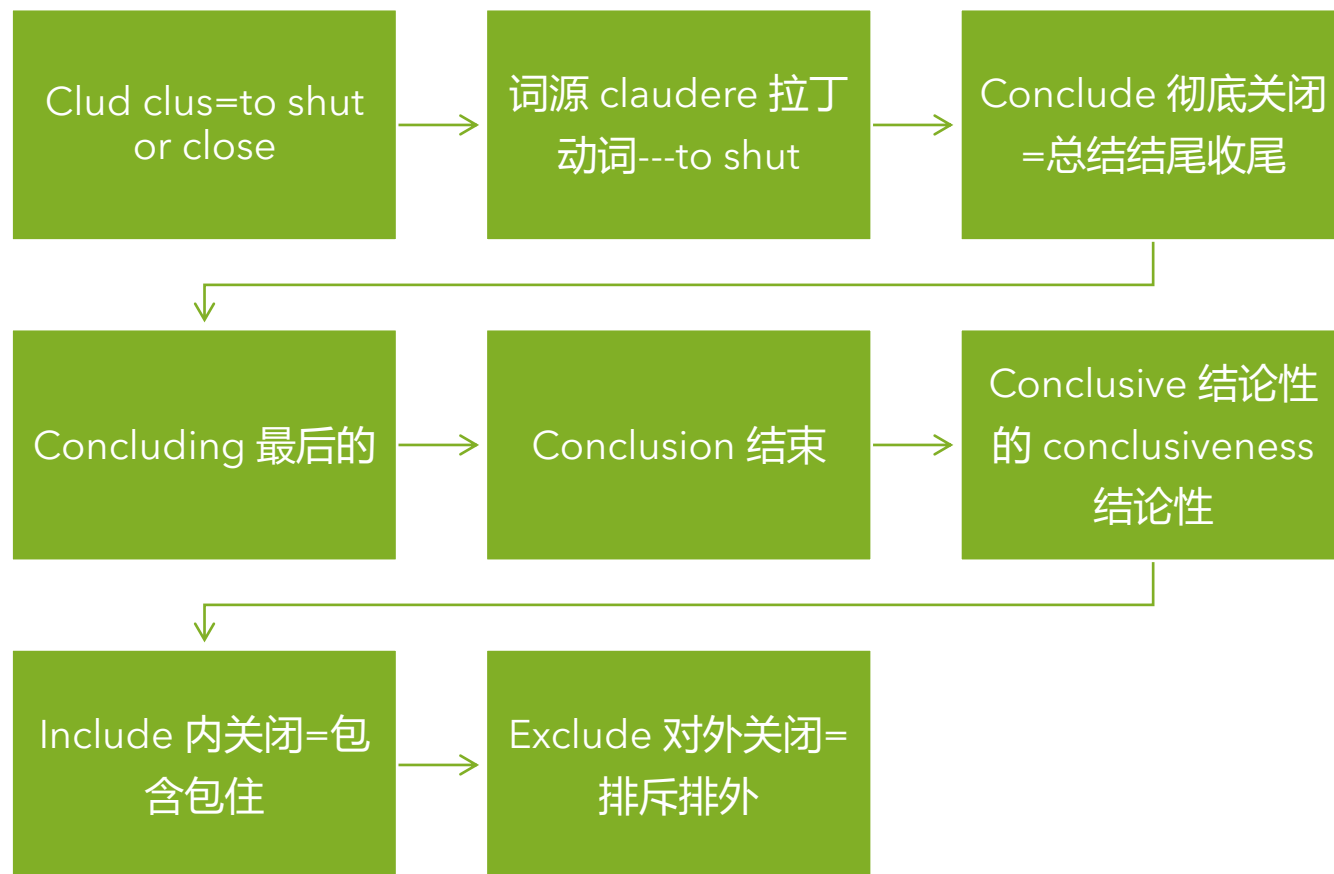 Clud clus=to shut
or close
词源 claudere 拉丁
动词---to shut
Conclude 彻底关闭
=总结结尾收尾
Concluding 最后的
Conclusion 结束
Conclusive 结论性
的 conclusiveness
结论性
Include 内关闭=包
含包住
Exclude 对外关闭=
排斥排外